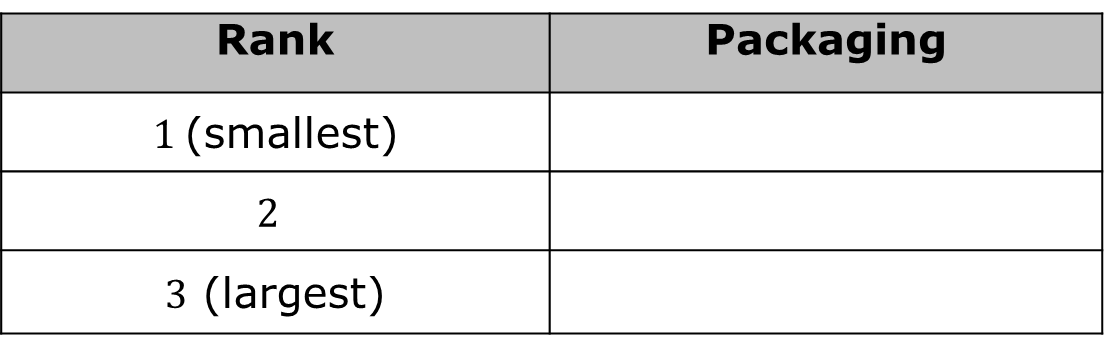 Rank Packaging
1 (smallest)
2
3 (largest)